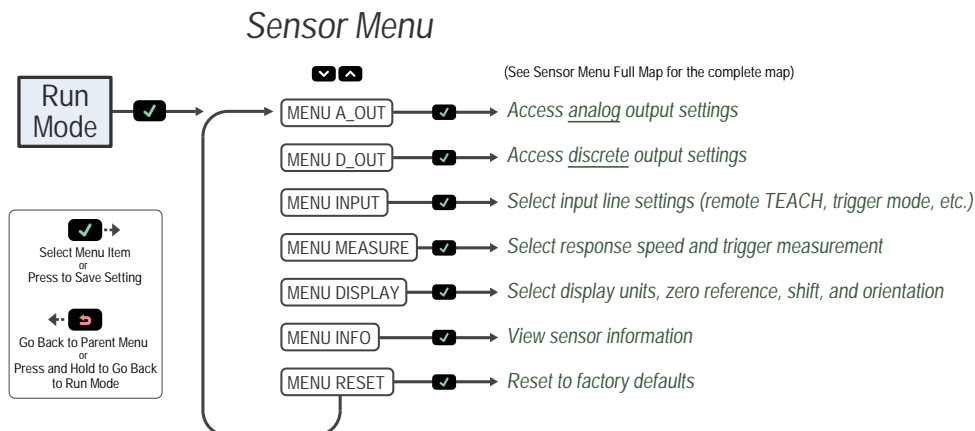 Sensor Menu
(See Sensor Menu Full Map for the complete map)
Run
Mode
MENU A_OUT
Access analog output settings
MENU D_OUT
Access discrete output settings
MENU INPUT
Select input line settings (remote TEACH, trigger mode, etc.)
MENU MEASURE
Select response speed and trigger measurement
MENU DISPLAY
Select display units, zero reference, shift, and orientation
MENU INFO
View sensor information
MENU RESET
Reset to factory defaults
Select Menu Item
or
Press to Save Setting
Go Back to Parent Menu
or
Press and Hold to Go Back
to Run Mode